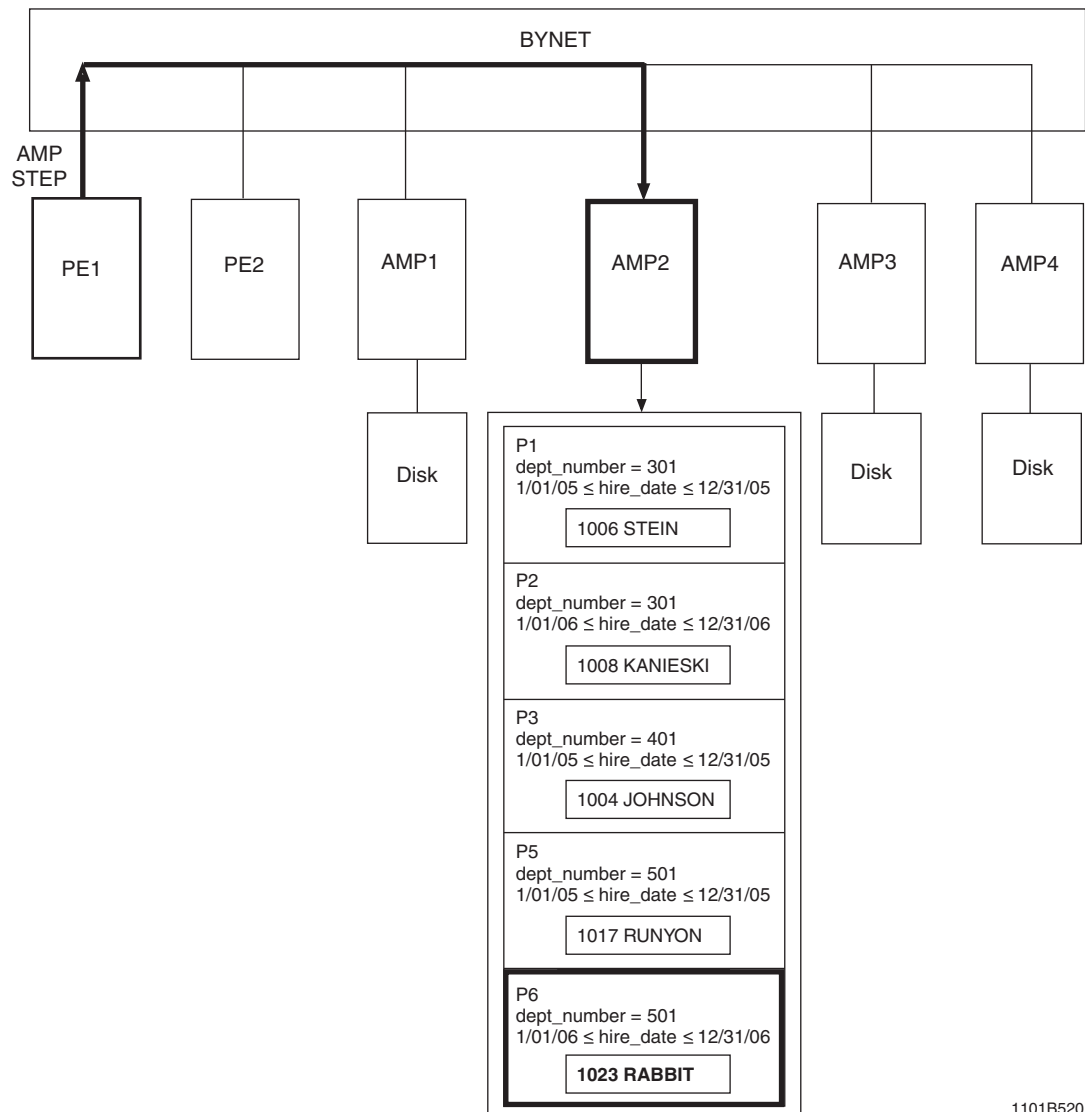 BYNET
AMP
STEP
PE1
PE2
AMP1
AMP2
AMP3
AMP4
Disk
Disk
Disk
P1
dept_number = 301
1/01/05 ≤ hire_date ≤ 12/31/05
1006 STEIN
P2
dept_number = 301
1/01/06 ≤ hire_date ≤ 12/31/06
1008 KANIESKI
P3
dept_number = 401
1/01/05 ≤ hire_date ≤ 12/31/05
1004 JOHNSON
P5
dept_number = 501
1/01/05 ≤ hire_date ≤ 12/31/05
1017 RUNYON
P6
dept_number = 501
1/01/06 ≤ hire_date ≤ 12/31/06
1023 RABBIT
1101B520